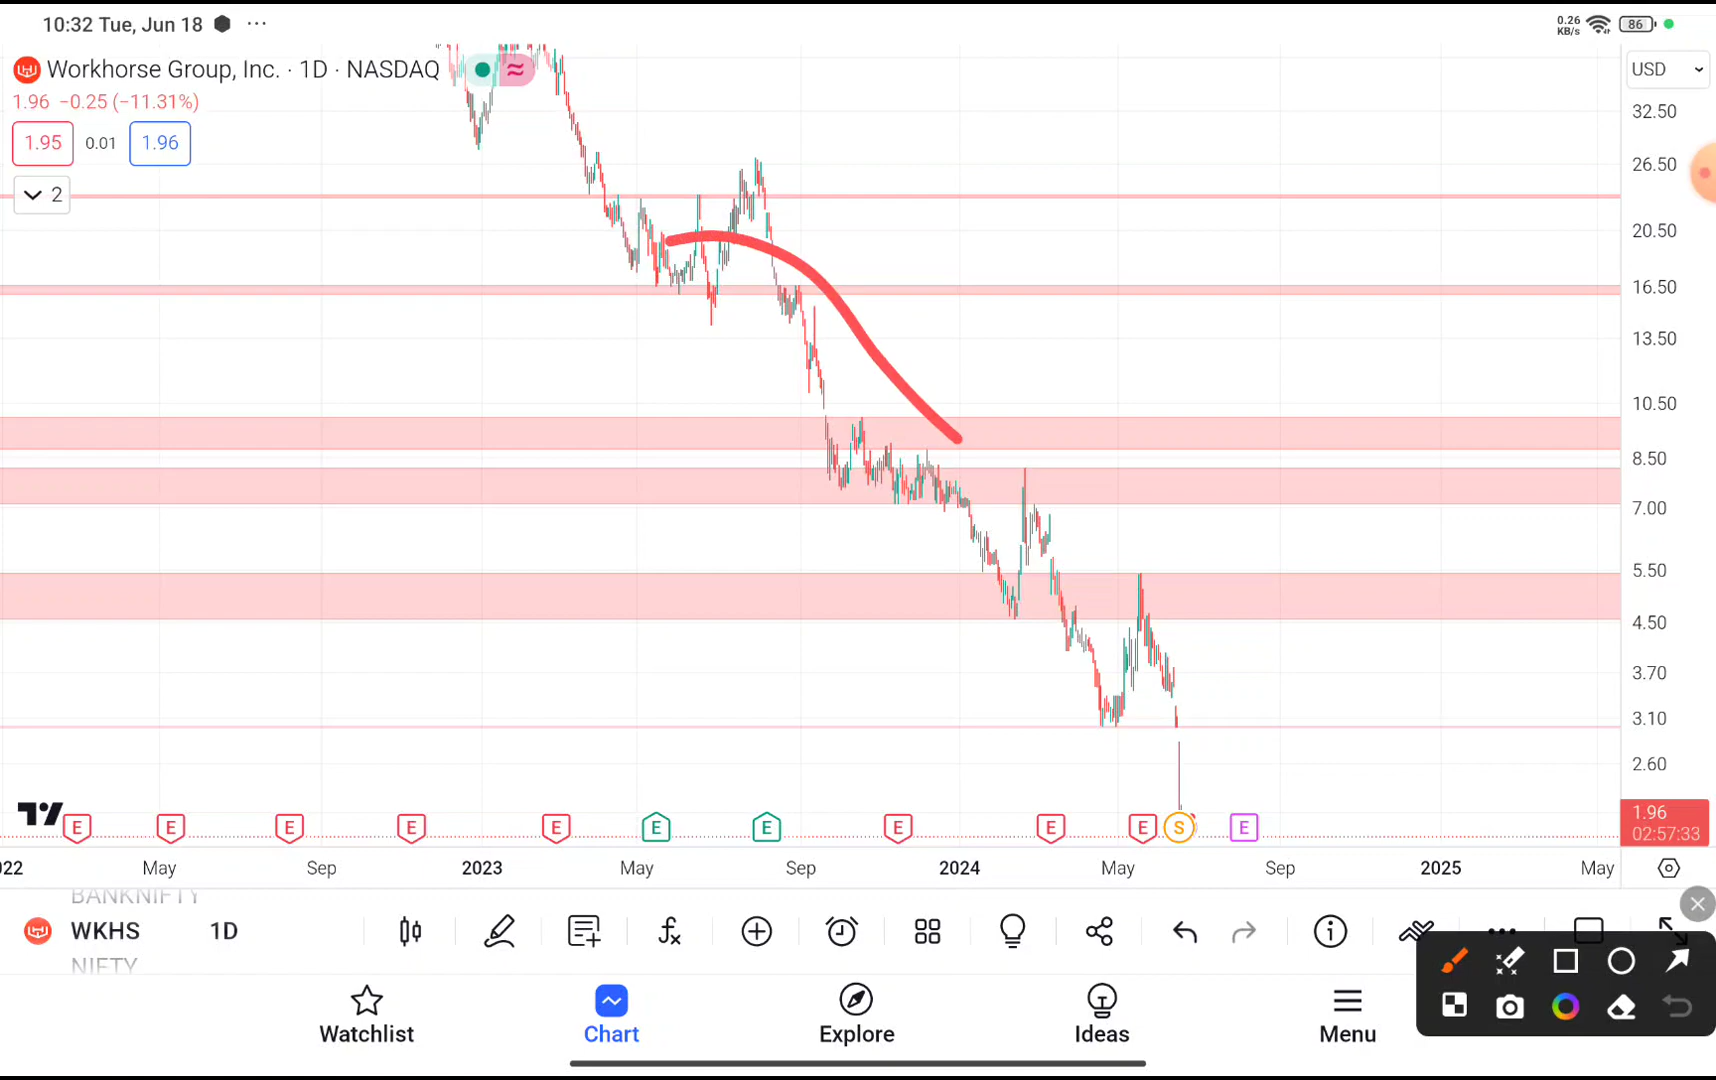 10:32 Tue, Jun 18 ···
0.26 KB/s 86
Workhorse Group, Inc. · 1D · NASDAQ
USD
1.96 −0.25 (−11.31%)
1.95 0.01 1.96
2
32.50
26.50
20.50
16.50
13.50
10.50
8.50
7.00
5.50
4.50
3.70
3.10
2.60
1.96
02:57:33
E E E E E E E E E E S E
022 May Sep 2023 May Sep 2024 May Sep 2025 May
BANKNIFTY
WKHS 1D
NIFTY
Watchlist Chart Explore Ideas Menu